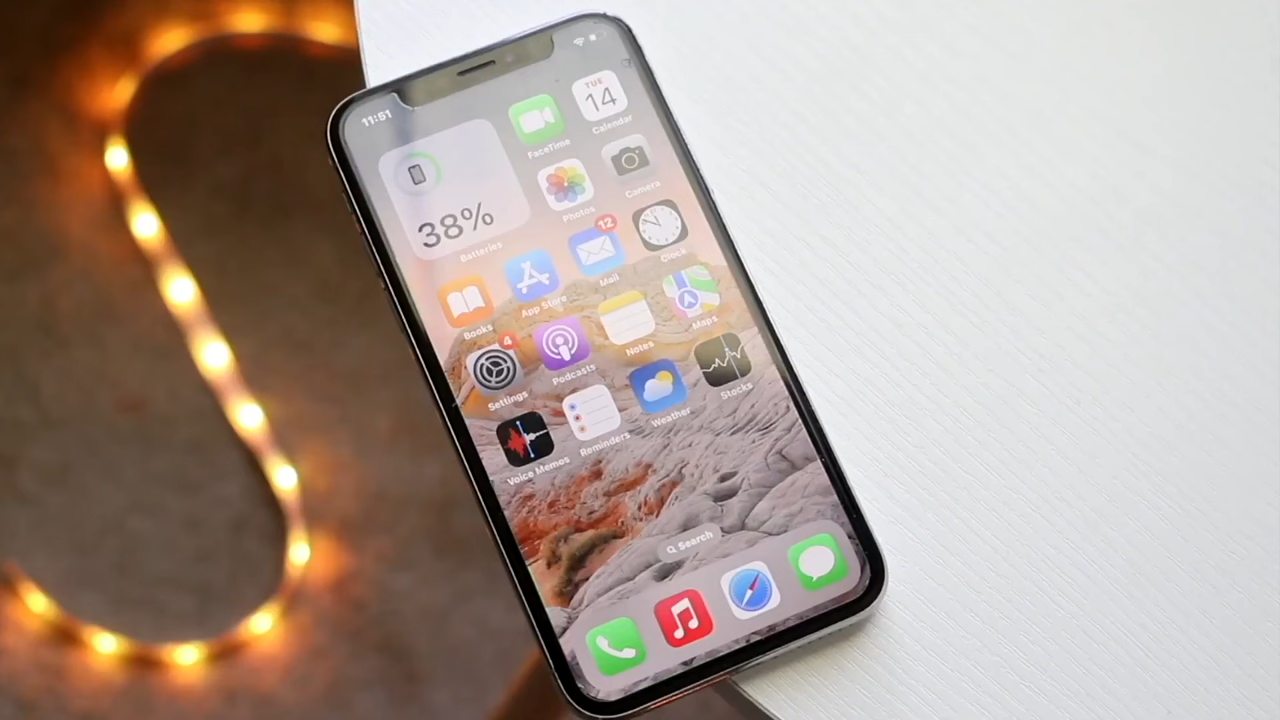 11:51
TUE
14
FaceTime
Calendar
38%
Batteries
Photos
Camera
12
Books
App Store
Mail
Clock
4
Settings
Podcasts
Notes
Maps
Voice Memos
Reminders
Weather
Stocks
Search